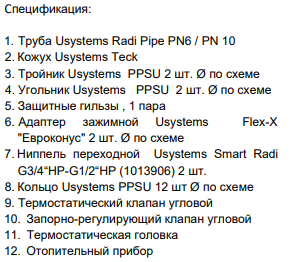 Спецификация:
1. Труба Usystems Radi Pipe PN6 / PN 10
2. Кожух Usystems Teck
3. Тройник Usystems PPSU 2 шт. Ø по схеме
4. Угольник Usystems PPSU 2 шт. Ø по схеме
5. Защитные гильзы , 1 пара
6. Адаптер зажимной Usystems Flex-X
"Евроконус" 2 шт. Ø по схеме
7. Ниппель переходной Usystems Smart Radi
G3/4“HP-G1/2“HP (1013906) 2 шт.
8. Кольцо Usystems PPSU 12 шт Ø по схеме
9. Термостатический клапан угловой
10. Запорно-регулирующий клапан угловой
11. Термостатическая головка
12. Отопительный прибор